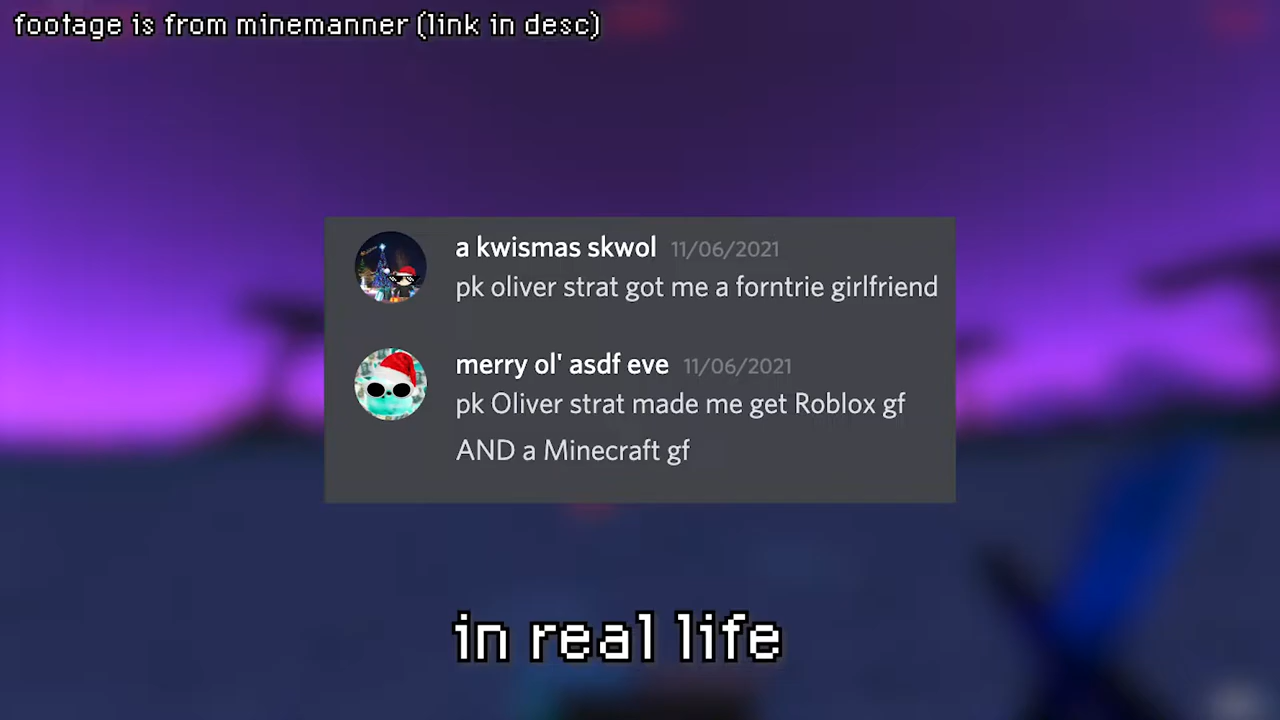 footage is from minemanner (link in desc)
a kwismas skwol 11/06/2021
pk oliver strat got me a forntrie girlfriend
merry ol' asdf eve 11/06/2021
pk Oliver strat made me get Roblox gf
AND a Minecraft gf
in real life